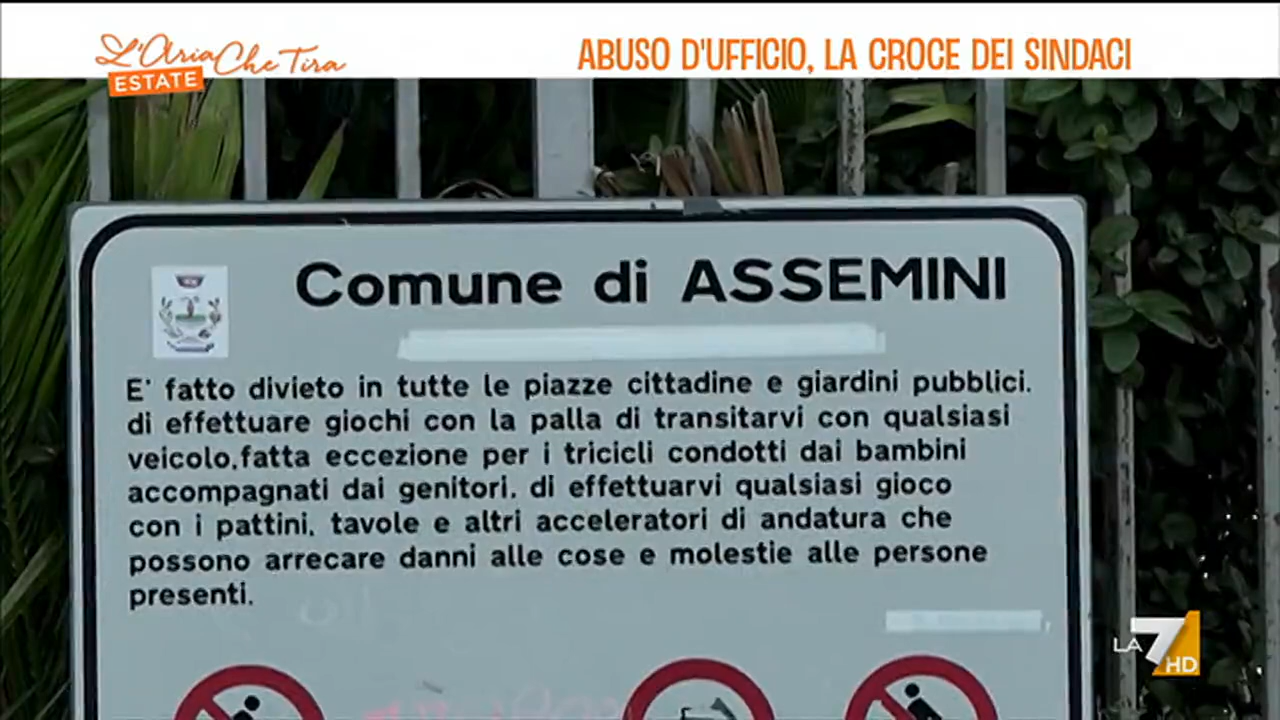 L'Aria Che Tira
ESTATE
ABUSO D'UFFICIO, LA CROCE DEI SINDACI
Comune di ASSEMINI
E' fatto divieto in tutte le piazze cittadine e giardini pubblici.
di effettuare giochi con la palla di transitarvi con qualsiasi
veicolo,fatta eccezione per i tricicli condotti dai bambini
accompagnati dai genitori. di effettuarvi qualsiasi gioco
con i pattini, tavole e altri acceleratori di andatura che
possono arrecare danni alle cose e molestie alle persone
presenti.
LA 7 HD